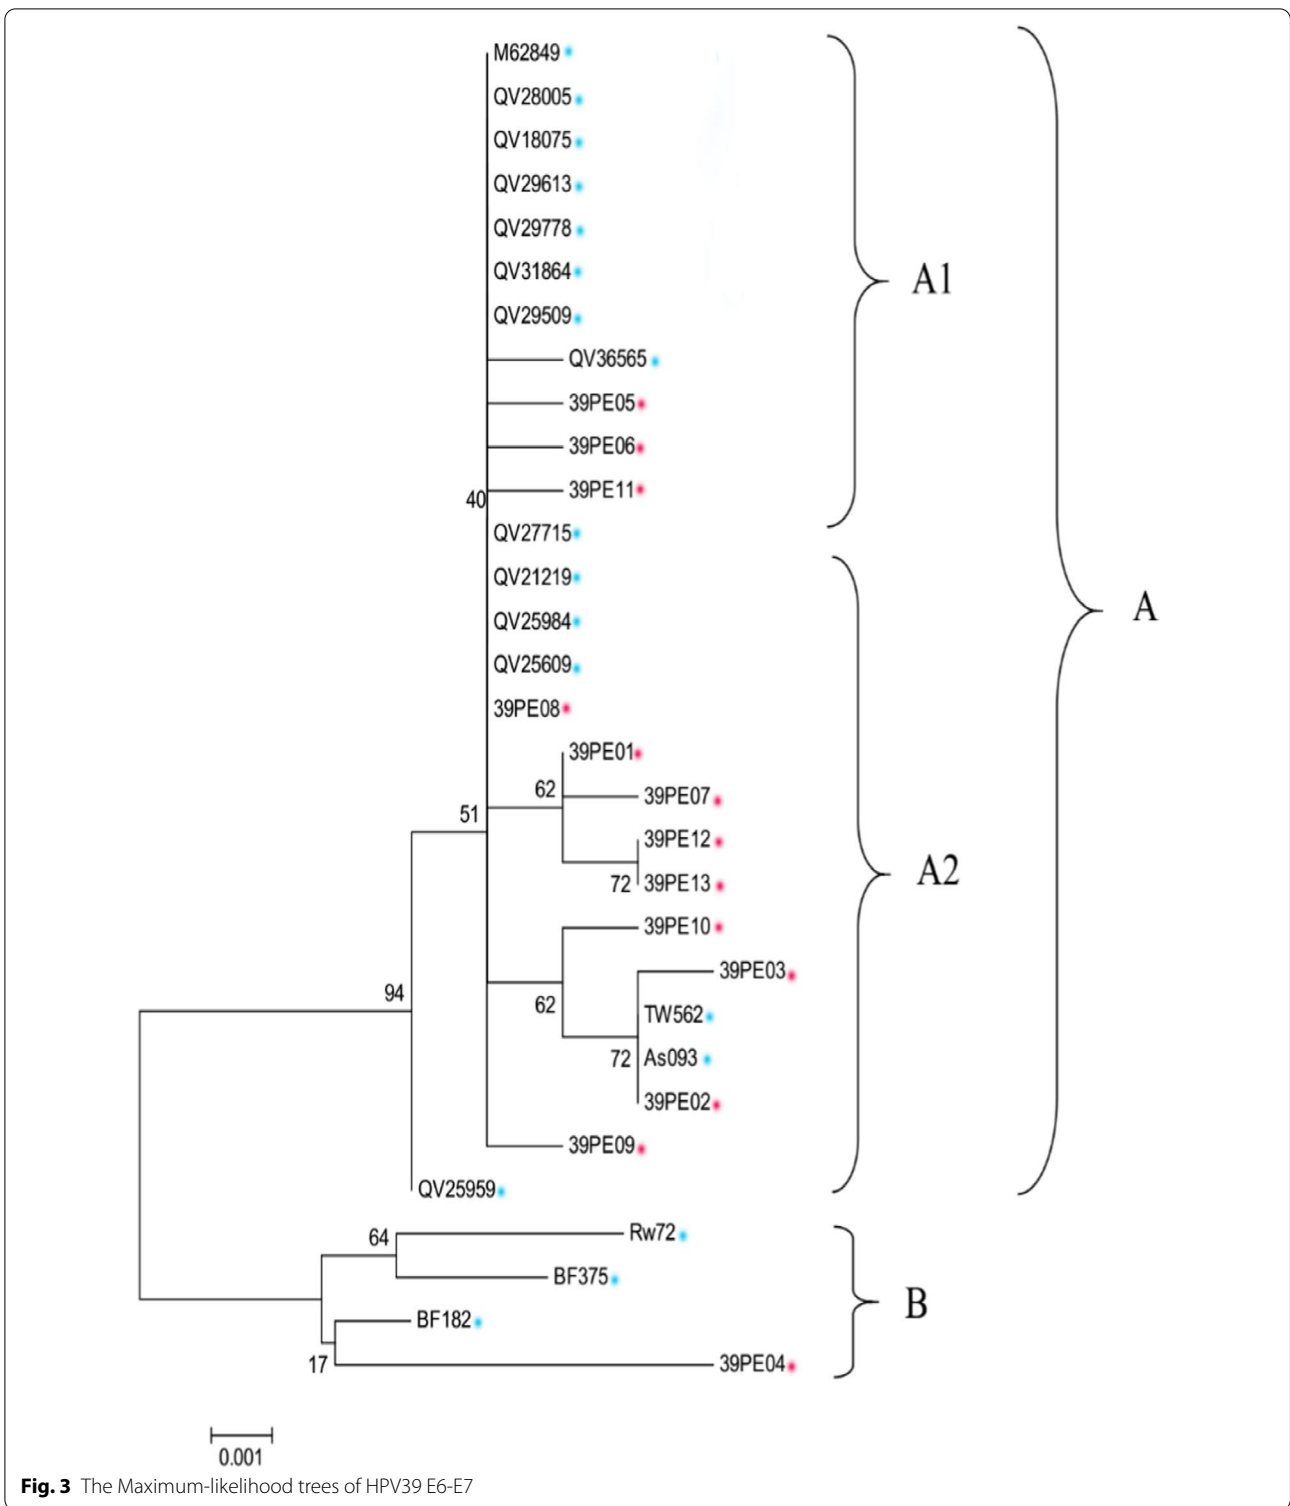 M62849
QV28005
QV18075
QV29613
QV29778
QV31864
A1
QV29509
QV36565
39PE05
39PE06
39PE11
40
QV27715
QV21219
A
QV25984
QV25609
39PE08
39PE01
62
39PE07
51
39PE12
A2
72
39PE13
39PE10
39PE03
94
62
TW562
72
As093
39PE02
39PE09
QV25959
64
Rw72
BF375
B
BF182
17
39PE04
0.001
Fig. 3 The Maximum-likelihood trees of HPV39 E6-E7